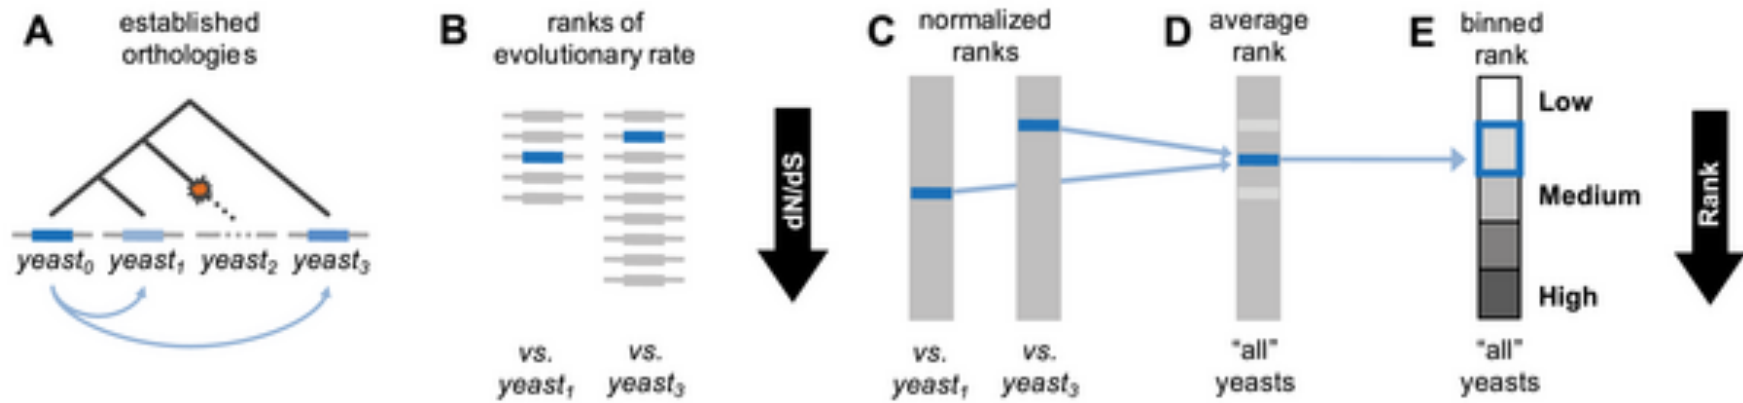 A established
orthologies
yeast₀ yeast₁ yeast₂ yeast₃
B ranks of
evolutionary rate
vs.
yeast₁
vs.
yeast₃
dN/dS
C normalized
ranks
vs.
yeast₁
vs.
yeast₃
D average
rank
“all”
yeasts
E binned
rank
Low
Medium
High
“all”
yeasts
Rank